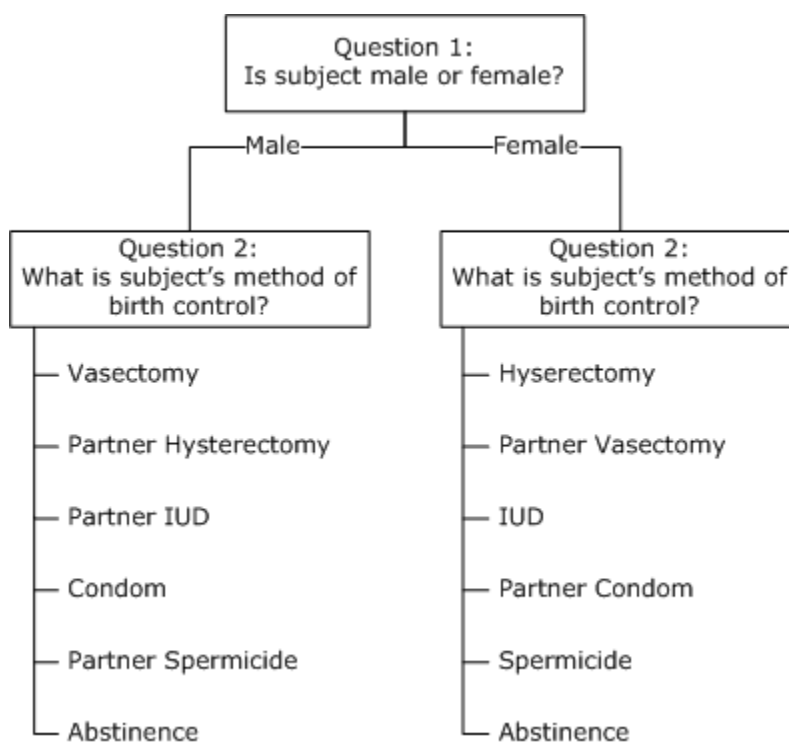 Question 1:
Is subject male or female?
Male
Female
Question 2:
What is subject's method of
birth control?
Vasectomy
Partner Hysterectomy
Partner IUD
Condom
Partner Spermicide
Abstinence
Question 2:
What is subject's method of
birth control?
Hyserectomy
Partner Vasectomy
IUD
Partner Condom
Spermicide
Abstinence